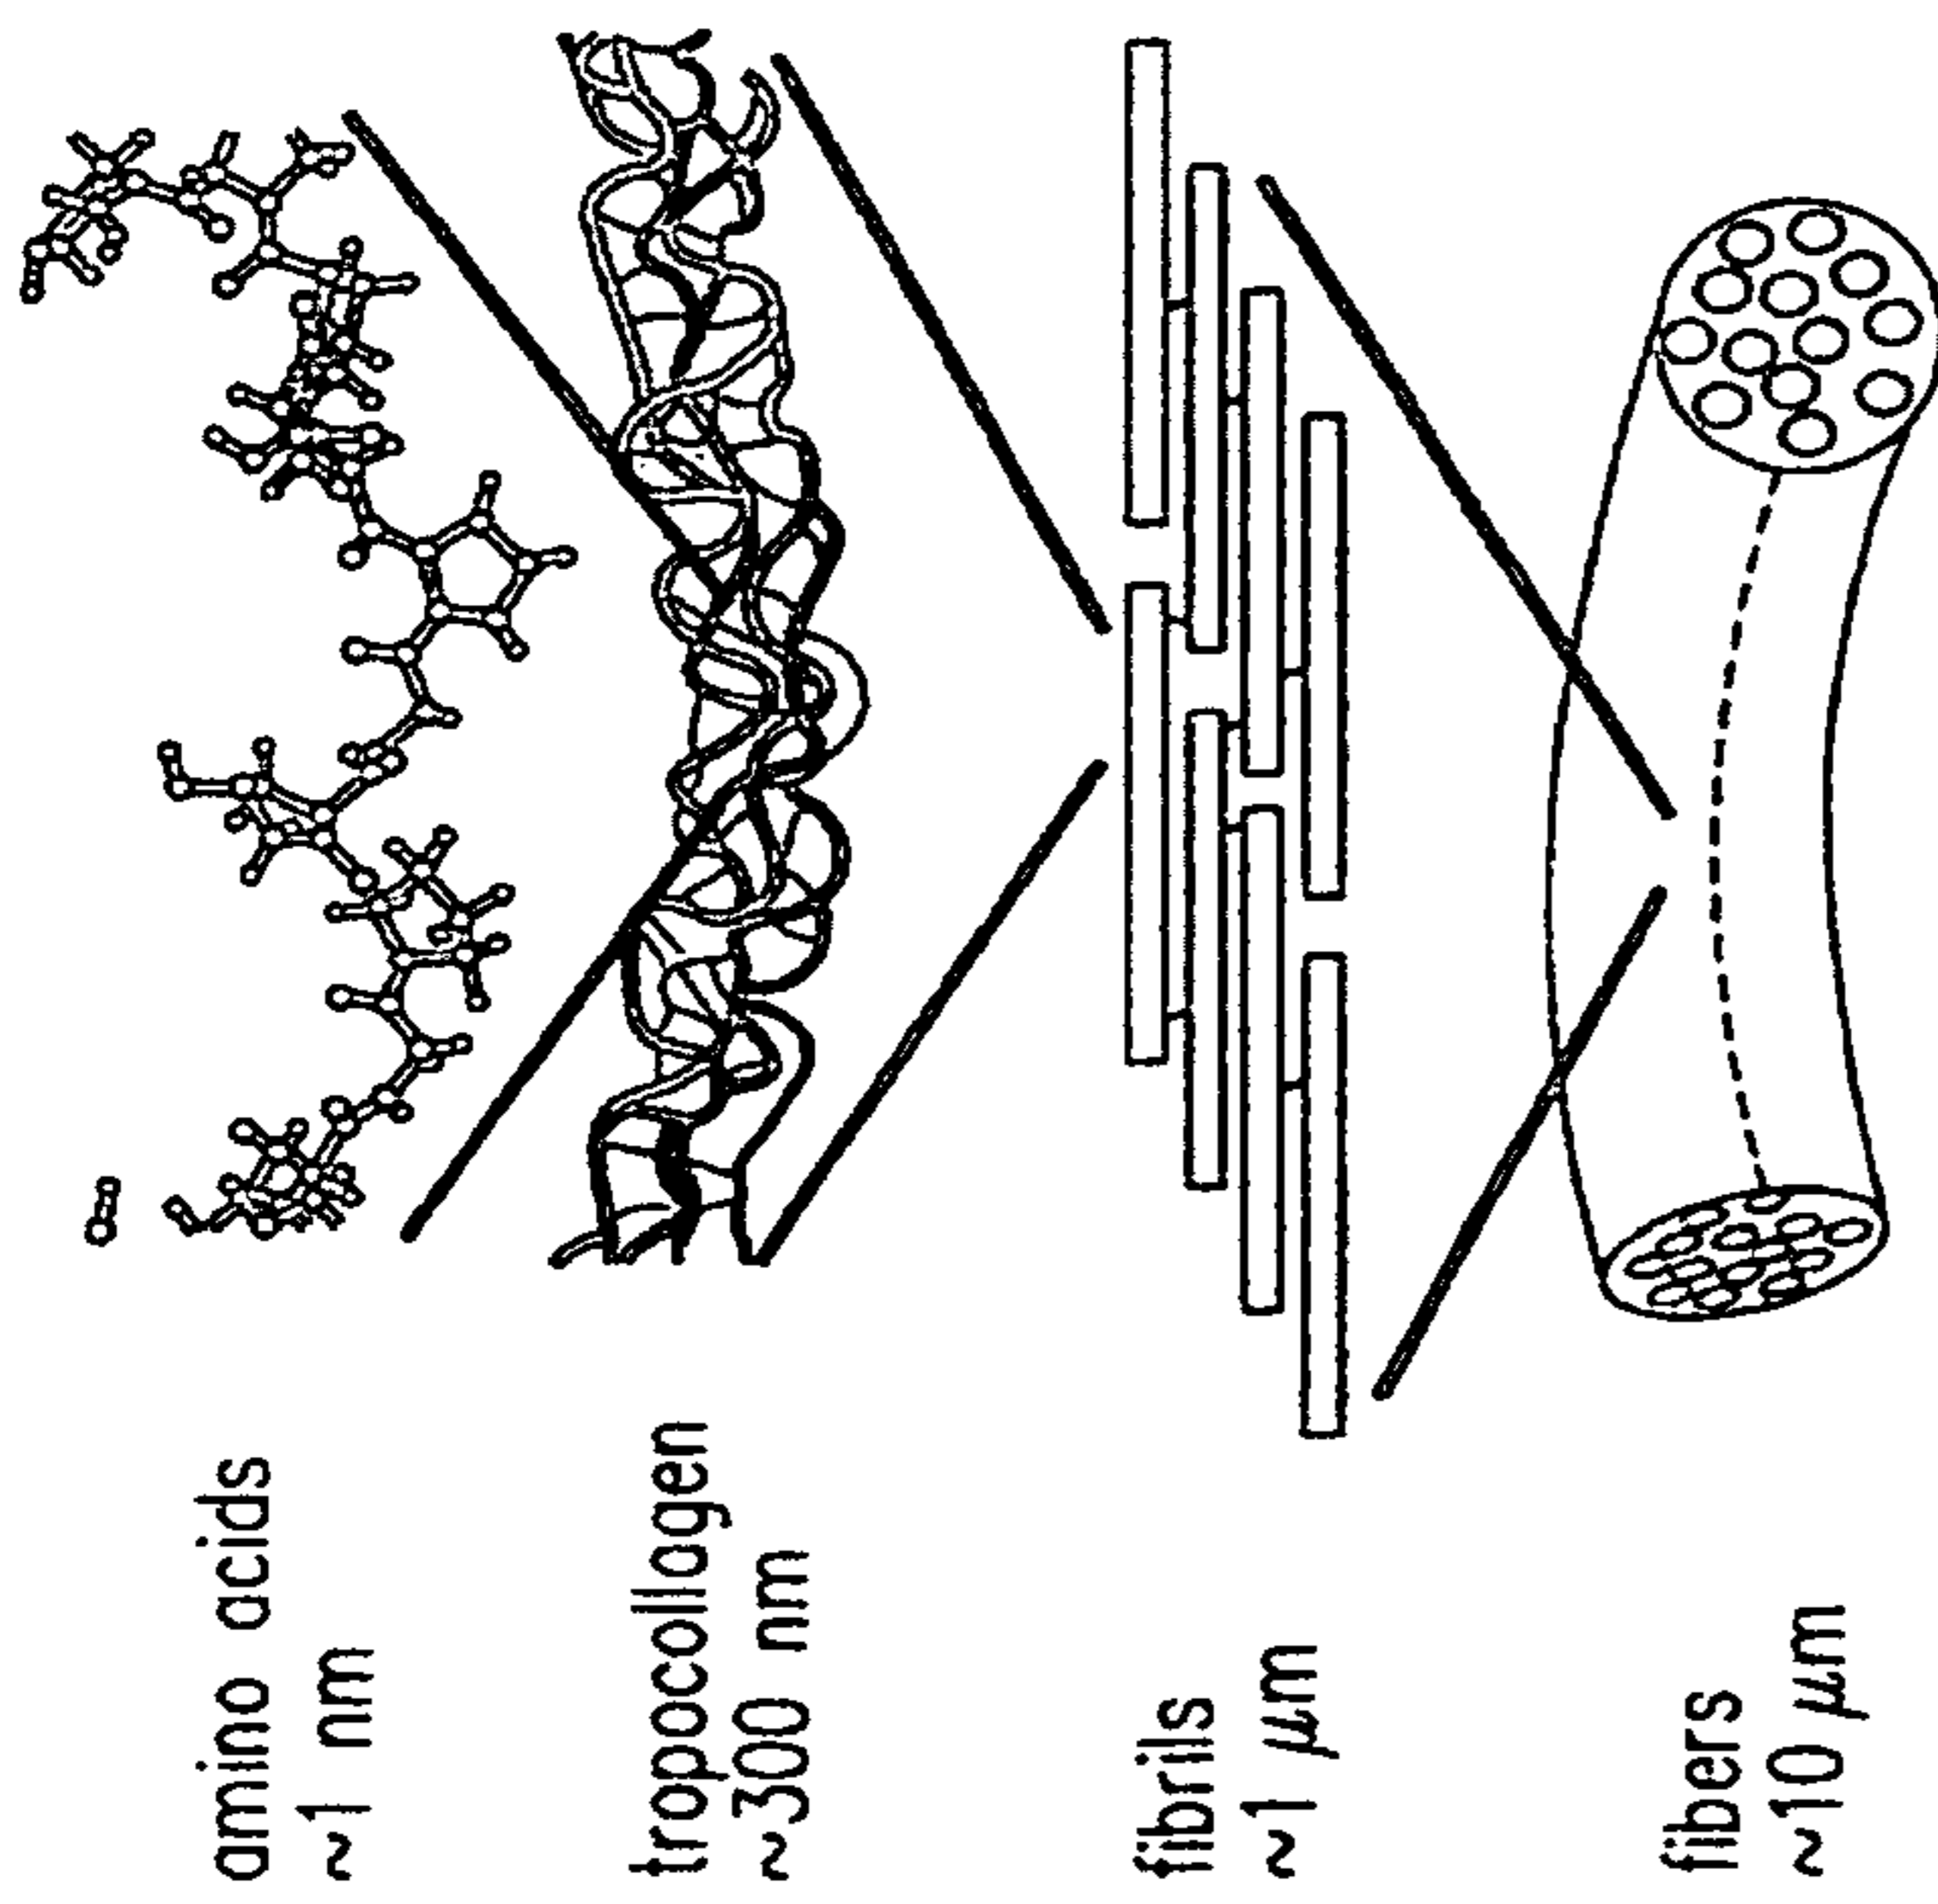 amino acids
~1 nm
tropocollagen
~300 nm
fibrils
~1 μm
fibers
~10 μm